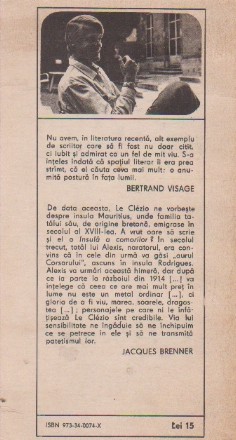 Nu avem, în literatura recentă, alt exemplu
de scriitor care să fi fost nu doar citit,
ci iubit și admirat ca un fel de mit viu. S-a
înțeles îndată că spațiul literar îi era prea
strîmt, că el căuta ceva mai mult: o anu-
mită postură în fața lumii.
BERTRAND VISAGE
De data aceasta, Le Clézio ne vorbește
despre insula Mauritius, unde familia ta-
tălui său, de origine bretonă, emigrase în
secolul al XVIII-lea. A vrut oare să scrie
și el o Insulă a comorilor? În secolul
trecut, tatăl lui Alexis, naratorul, era con-
vins că în cele din urmă va găsi „aurul
Corsarului”, ascuns în insula Rodrigues.
Alexis va urmări această himeră, dar după
ce ia parte la războiul din 1914 [...] va
înțelege că ceea ce are mai mult preț în
lume nu este un metal ordinar [...], ci
gloria de a fi viu, marea, soarele, dragos-
tea [...] ; personajele pe care ni le înfă-
țișează Le Clézio sînt credibile. Via lui
sensibilitate ne îngăduie să ne închipuim
ce se petrece în ele și să ne transmită
patetismul lor.
JACQUES BRENNER
ISBN 973-34-0074-X
Lei 15